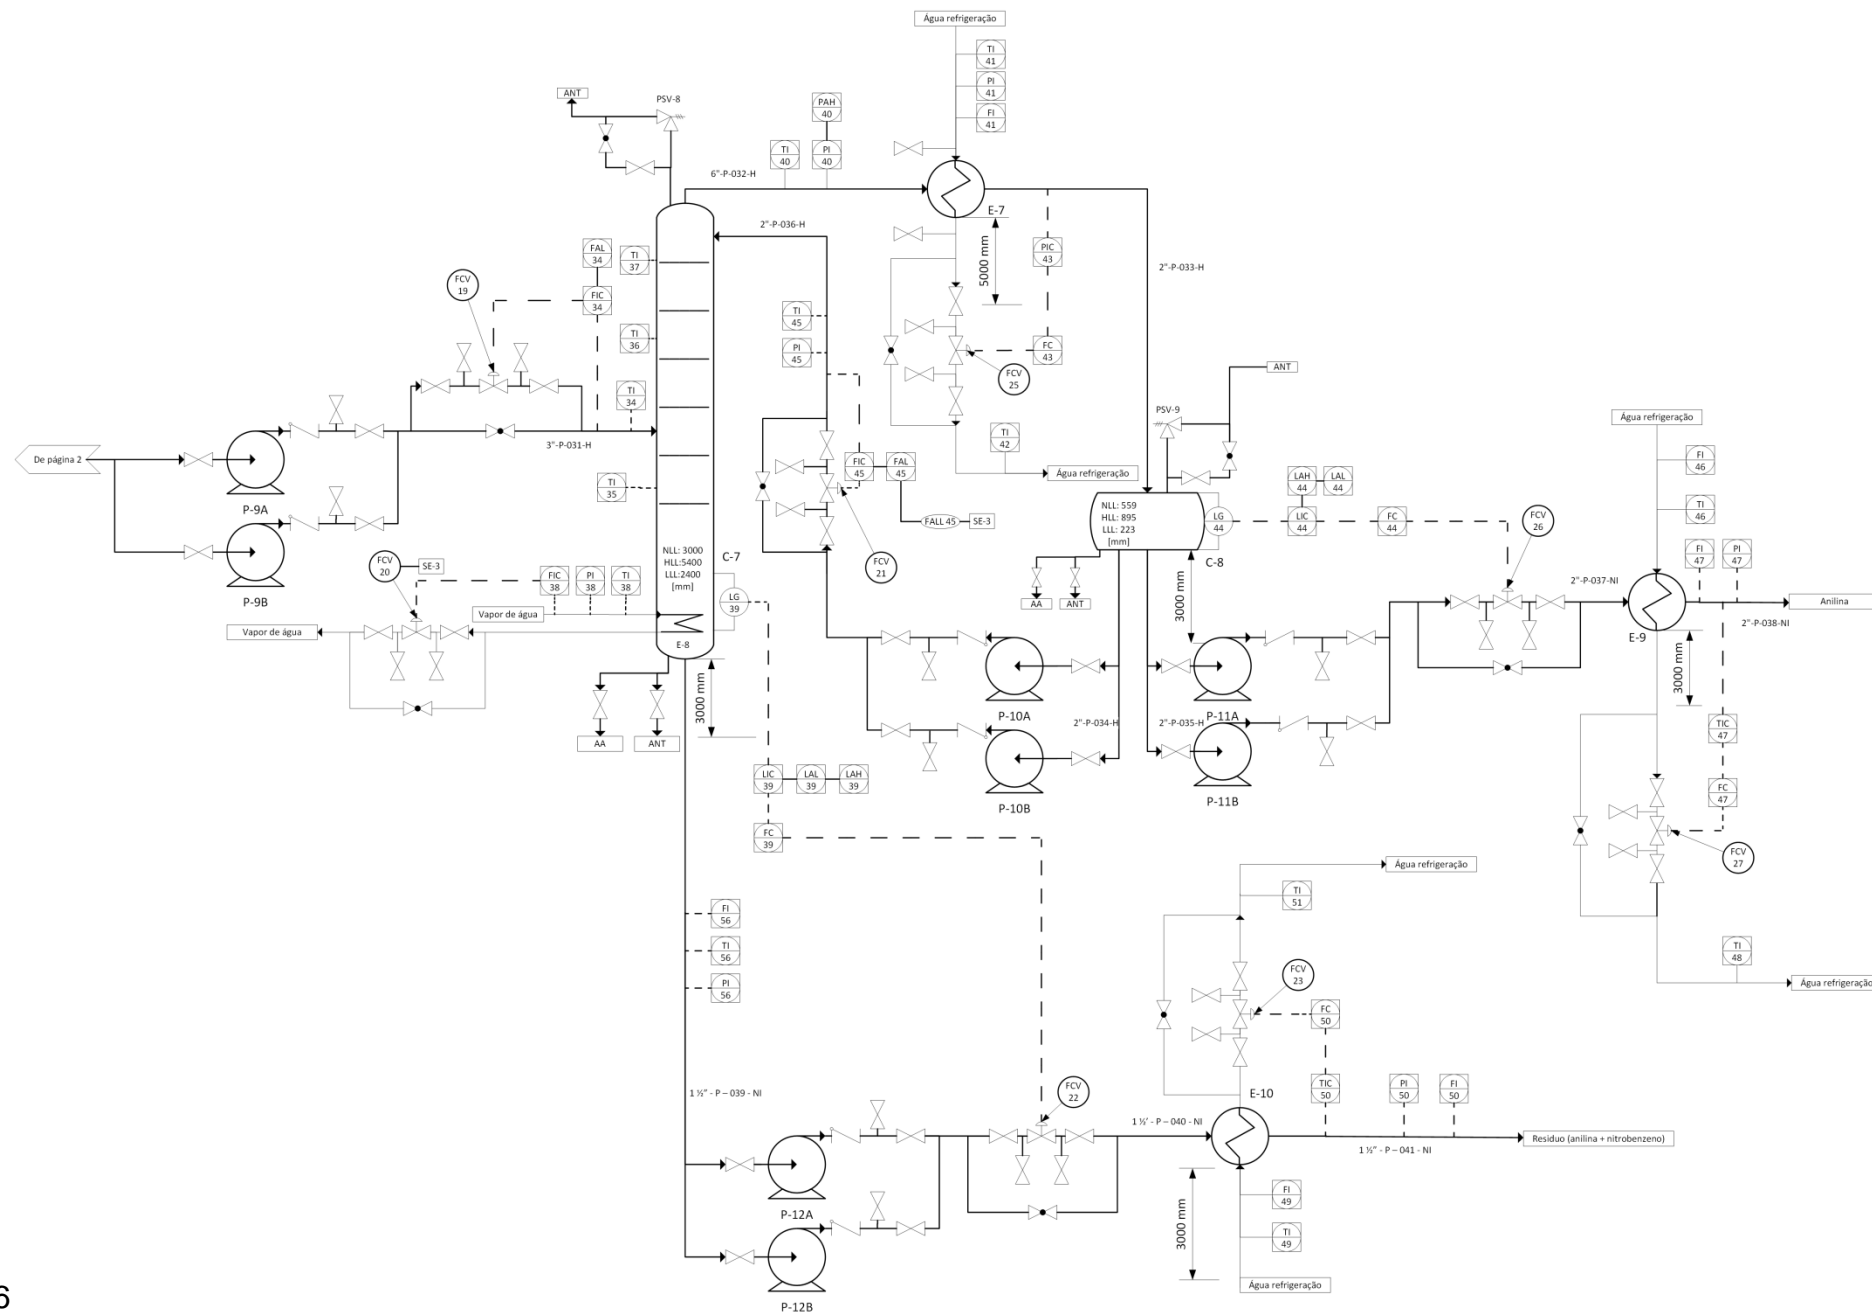 Água refrigeração
TI
41
PI
41
FI
41
ANT
PSV-8
PAH
40
TI
40
PI
40
6"-P-032-H
E-7
2"-P-036-H
FAL
34
TI
37
PIC
43
5000 mm
2"-P-033-H
FCV
19
FIC
34
TI
45
TI
36
PI
45
FC
43
ANT
FCV
25
TI
34
PSV-9
Água refrigeração
3"-P-031-H
TI
42
De página 2
FIC
45
FAL
45
Água refrigeração
FI
46
TI
35
LAH
44
LAL
44
P-9A
NLL: 559
HLL: 895
LLL: 223
[mm]
LG
44
LIC
44
FC
44
FCV
26
TI
46
FALL 45
SE-3
NLL: 3000
HLL:5400
LLL:2400
[mm]
C-7
FCV
21
C-8
FI
47
PI
47
FCV
20
SE-3
FIC
38
PI
38
TI
38
2"-P-037-NI
P-9B
LG
39
AA
ANT
3000 mm
Anilina
Vapor de água
2"-P-038-NI
Vapor de água
E-8
E-9
3000 mm
3000 mm
P-10A
2"-P-034-H
2"-P-035-H
P-11A
TIC
47
AA
ANT
LIC
39
LAL
39
LAH
39
P-10B
P-11B
FC
47
FC
39
FCV
27
Água refrigeração
TI
51
FI
56
TI
56
TI
48
FCV
23
PI
56
Água refrigeração
FC
50
1 ½" - P – 039 - NI
FCV
22
E-10
TIC
50
PI
50
FI
50
1 ½' - P – 040 - NI
Resíduo (anilina + nitrobenzeno)
1 ½" - P – 041 - NI
FI
49
P-12A
3000 mm
TI
49
Água refrigeração
P-12B
6